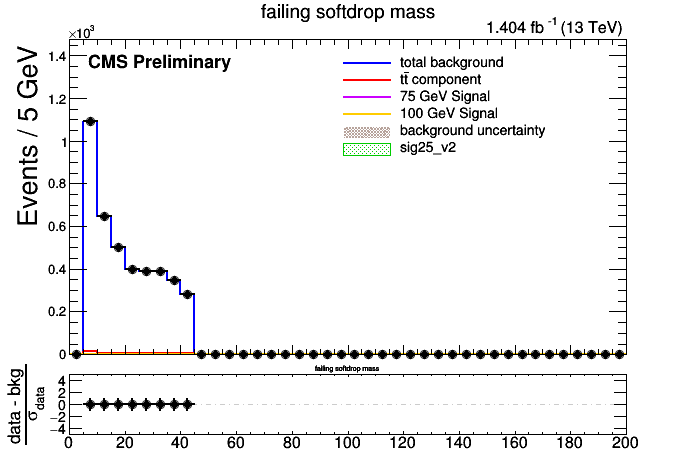 failing softdrop mass
×10³
1.404 fb⁻¹ (13 TeV)
CMS Preliminary
total background
tt̄ component
75 GeV Signal
100 GeV Signal
background uncertainty
sig25_v2
Events / 5 GeV
1.4
1.2
1
0.8
0.6
0.4
0.2
0
failing softdrop mass
data - bkg
σ data
4
2
0
−2
−4
0 20 40 60 80 100 120 140 160 180 200